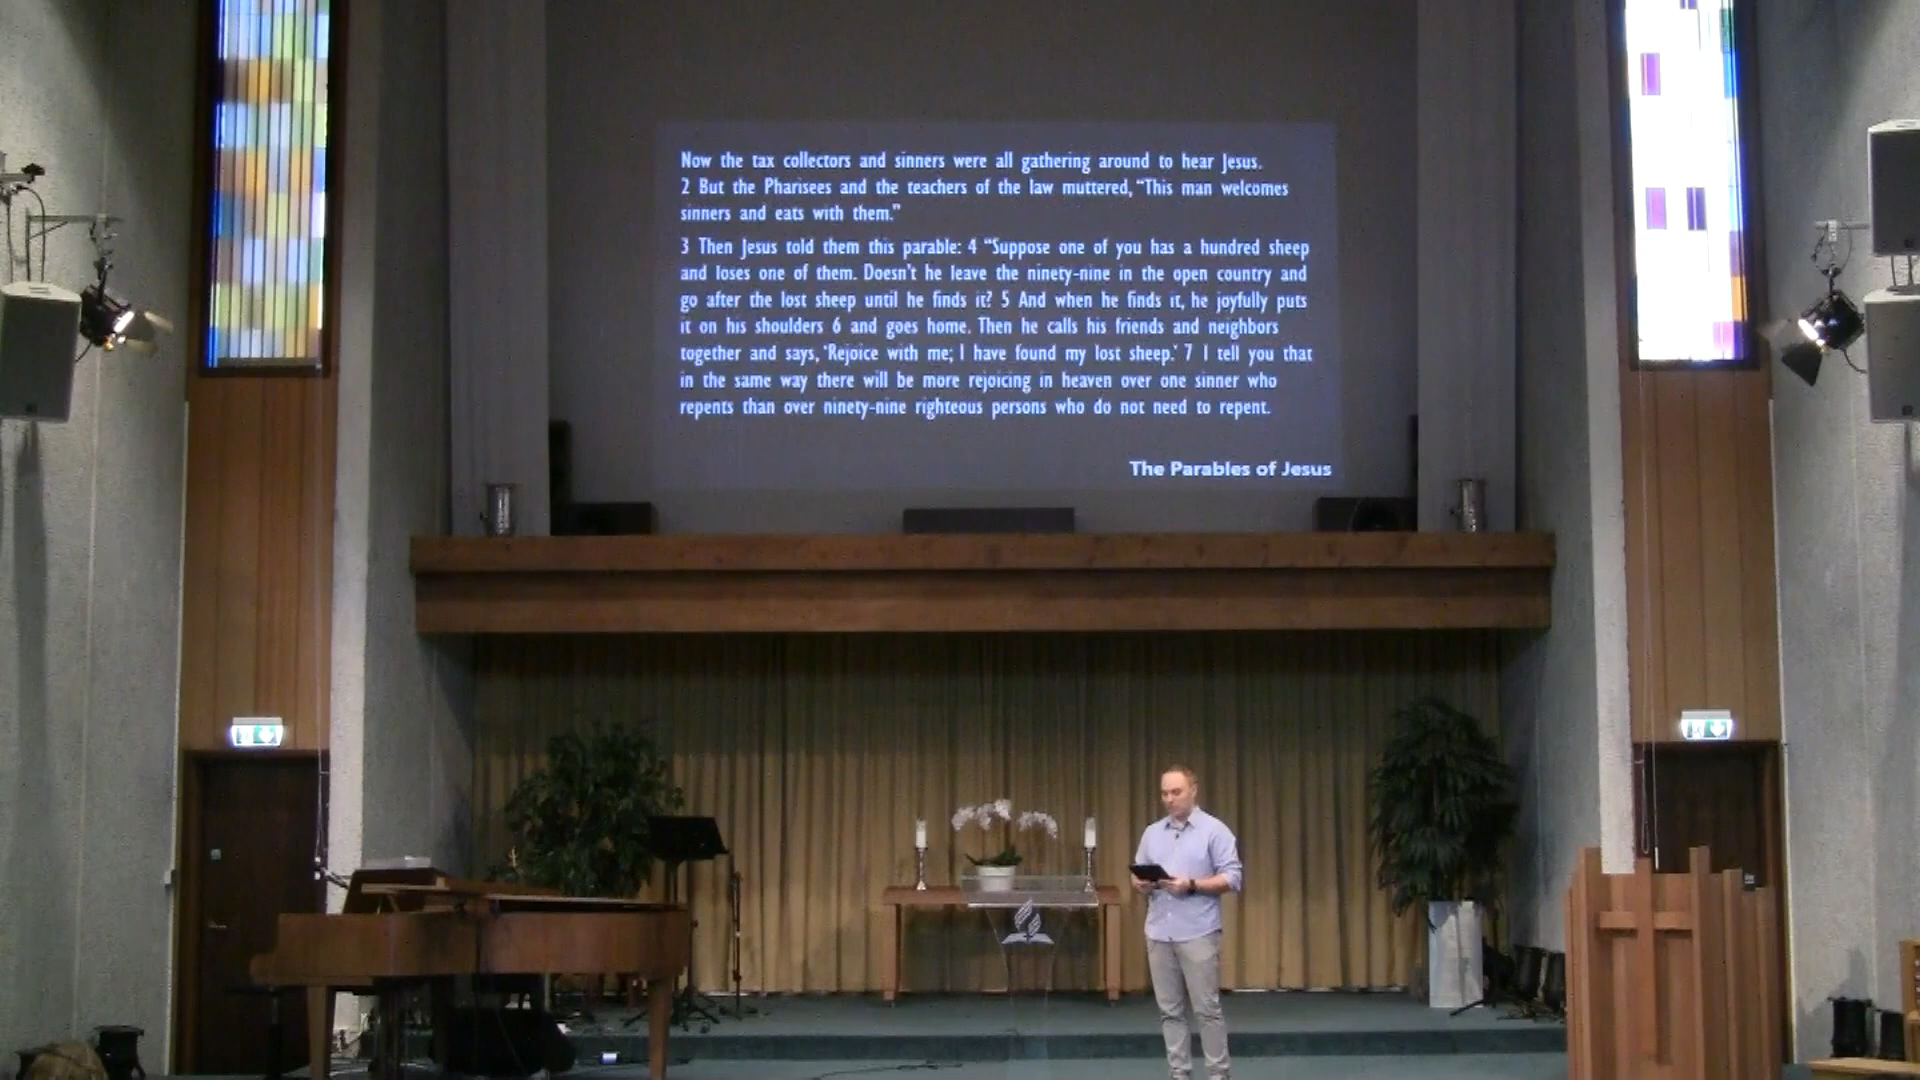 Now the tax collectors and sinners were all gathering around to hear Jesus.
2 But the Pharisees and the teachers of the law muttered, “This man welcomes
sinners and eats with them.”
3 Then Jesus told them this parable: 4 “Suppose one of you has a hundred sheep
and loses one of them. Doesn't he leave the ninety-nine in the open country and
go after the lost sheep until he finds it? 5 And when he finds it, he joyfully puts
it on his shoulders 6 and goes home. Then he calls his friends and neighbors
together and says, ‘Rejoice with me; I have found my lost sheep.’ 7 I tell you that
in the same way there will be more rejoicing in heaven over one sinner who
repents than over ninety-nine righteous persons who do not need to repent.
The Parables of Jesus